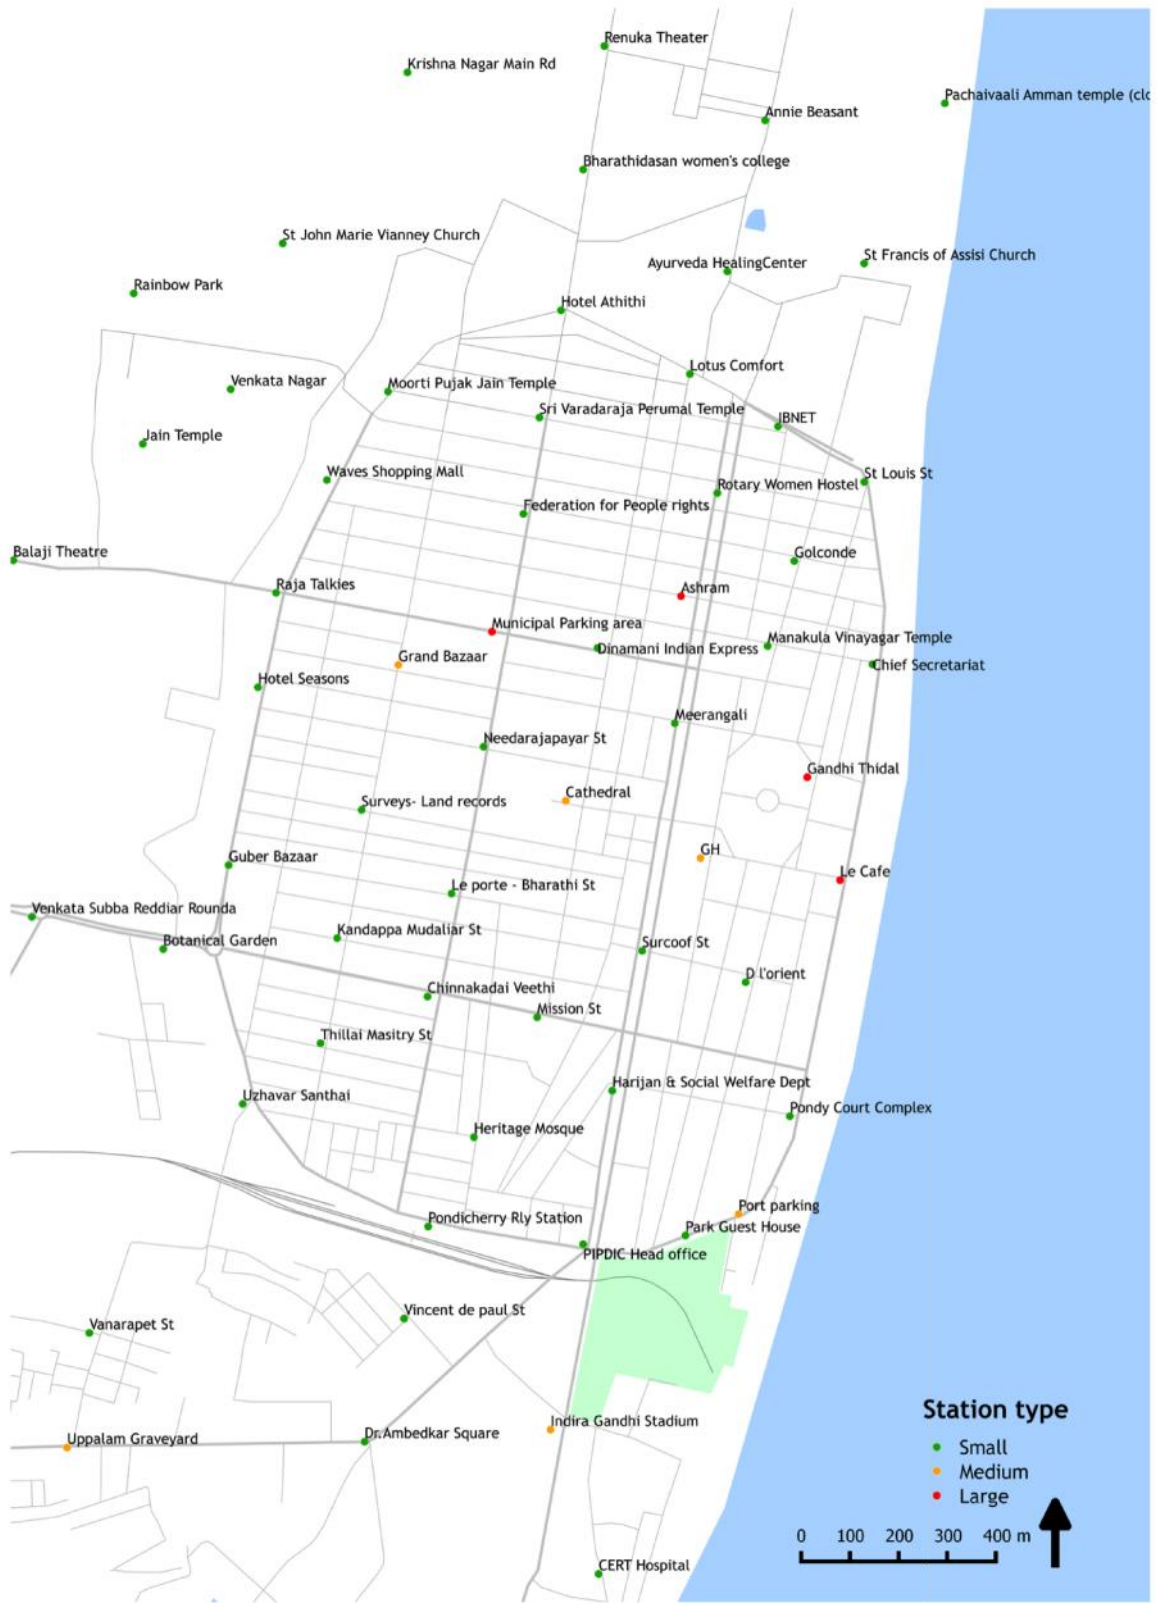 Renuka Theater
Krishna Nagar Main Rd
Pachaivaali Amman temple (clo
Annie Beasant
Bharathidasan women's college
St John Marie Vianney Church
St Francis of Assisi Church
Ayurveda HealingCenter
Rainbow Park
Hotel Athithi
Lotus Comfort
Venkata Nagar
Moorti Pujak Jain Temple
Sri Varadaraja Perumal Temple
IBNET
Jain Temple
Waves Shopping Mall
St Louis St
Rotary Women Hostel
Federation for People rights
Balaji Theatre
Golconde
Raja Talkies
Ashram
Municipal Parking area
Manakula Vinayagar Temple
Dinamani Indian Express
Grand Bazaar
Chief Secretariat
Hotel Seasons
Meerangali
Needarajapayar St
Gandhi Thidal
Cathedral
Surveys- Land records
GH
Guber Bazaar
Le Cafe
Le porte - Bharathi St
Venkata Subba Reddiar Rounda
Kandappa Mudaliar St
Botanical Garden
Surcoof St
D l'orient
Chinnakadai Veethi
Mission St
Thillai Masitry St
Harijan & Social Welfare Dept
Uzhavar Santhai
Pondy Court Complex
Heritage Mosque
Port parking
Pondicherry Rly Station
Park Guest House
PIPDIC Head office
Vincent de paul St
Vanarapet St
Indira Gandhi Stadium
Dr.Ambedkar Square
Uppalam Graveyard
CERT Hospital
Station type
Small
Medium
Large
0 100 200 300 400 m